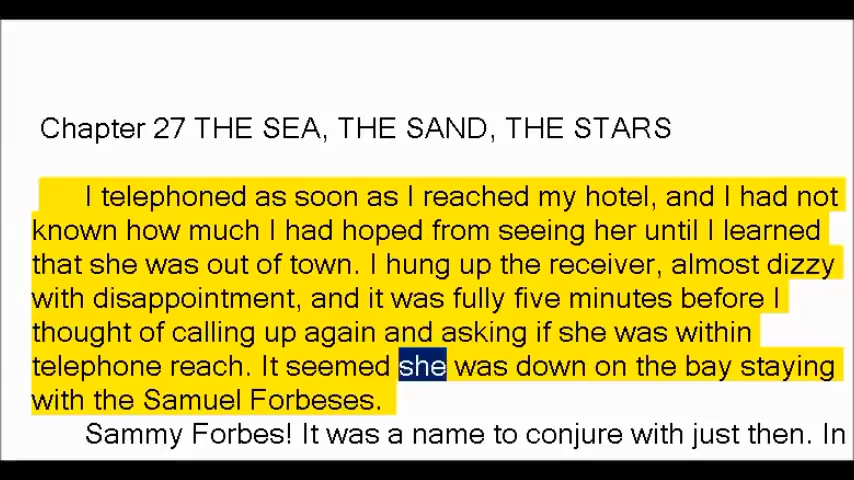 Chapter 27 THE SEA, THE SAND, THE STARS
I telephoned as soon as I reached my hotel, and I had not
known how much I had hoped from seeing her until I learned
that she was out of town. I hung up the receiver, almost dizzy
with disappointment, and it was fully five minutes before I
thought of calling up again and asking if she was within
telephone reach. It seemed she was down on the bay staying
with the Samuel Forbeses.
Sammy Forbes! It was a name to conjure with just then. In